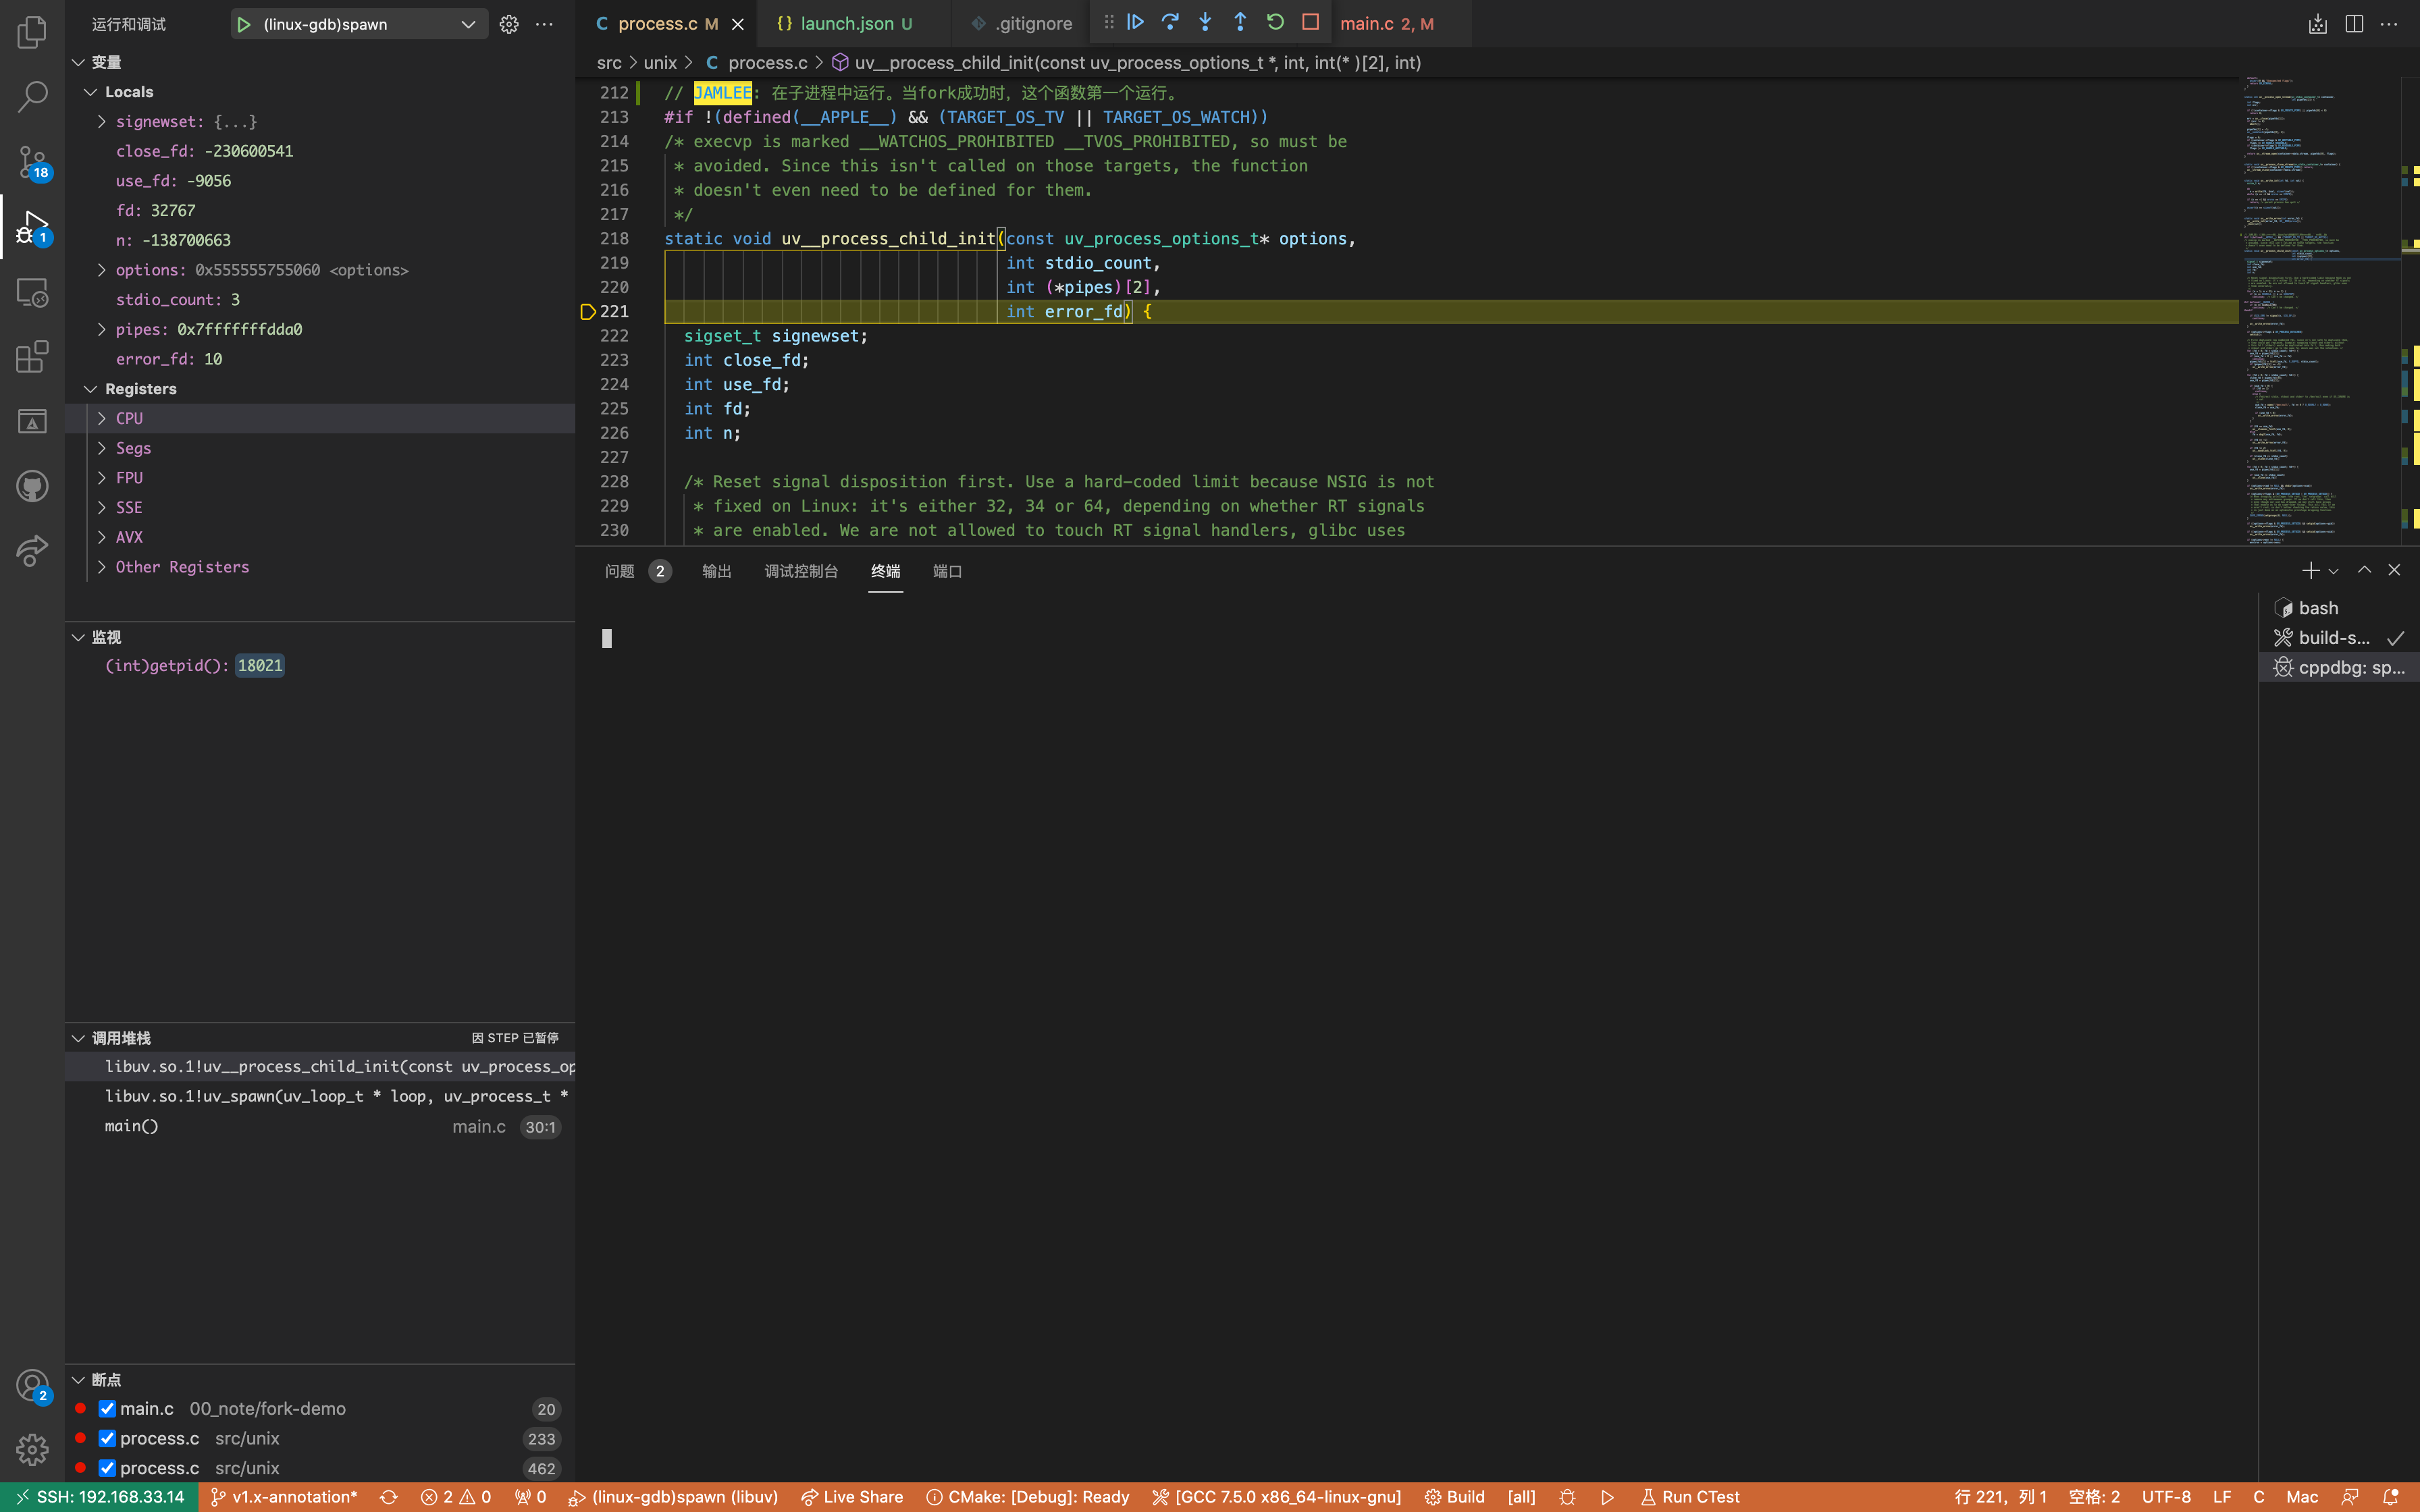 运行和调试
(linux-gdb)spawn
变量
Locals
signewset: {...}
close_fd: -230600541
use_fd: -9056
fd: 32767
n: -138700663
options: 0x555555755060 <options>
stdio_count: 3
pipes: 0x7fffffffdda0
error_fd: 10
Registers
CPU
Segs
FPU
SSE
AVX
Other Registers
监视
(int)getpid(): 18021
调用堆栈
因 STEP 已暂停
libuv.so.1!uv__process_child_init(const uv_process_op
libuv.so.1!uv_spawn(uv_loop_t * loop, uv_process_t *
main() main.c 30:1
断点
main.c 00_note/fork-demo 20
process.c src/unix 233
process.c src/unix 462
18
1
2
C process.c M
{} launch.json U
.gitignore
main.c 2, M
src > unix > C process.c > uv__process_child_init(const uv_process_options_t *, int, int(* )[2], int)
212 // JAMLEE: 在子进程中运行。当fork成功时，这个函数第一个运行。
213 #if !(defined(__APPLE__) && (TARGET_OS_TV || TARGET_OS_WATCH))
214 /* execvp is marked __WATCHOS_PROHIBITED __TVOS_PROHIBITED, so must be
215 * avoided. Since this isn't called on those targets, the function
216 * doesn't even need to be defined for them.
217 */
218 static void uv__process_child_init(const uv_process_options_t* options,
219 int stdio_count,
220 int (*pipes)[2],
221 int error_fd) {
222 sigset_t signewset;
223 int close_fd;
224 int use_fd;
225 int fd;
226 int n;
227
228 /* Reset signal disposition first. Use a hard-coded limit because NSIG is not
229 * fixed on Linux: it's either 32, 34 or 64, depending on whether RT signals
230 * are enabled. We are not allowed to touch RT signal handlers, glibc uses
问题 2 输出 调试控制台 终端 端口
bash
build-s...
cppdbg: sp...
SSH: 192.168.33.14 v1.x-annotation* 2 0 0 (linux-gdb)spawn (libuv) Live Share CMake: [Debug]: Ready [GCC 7.5.0 x86_64-linux-gnu] Build [all] Run CTest 行 221，列 1 空格: 2 UTF-8 LF C Mac